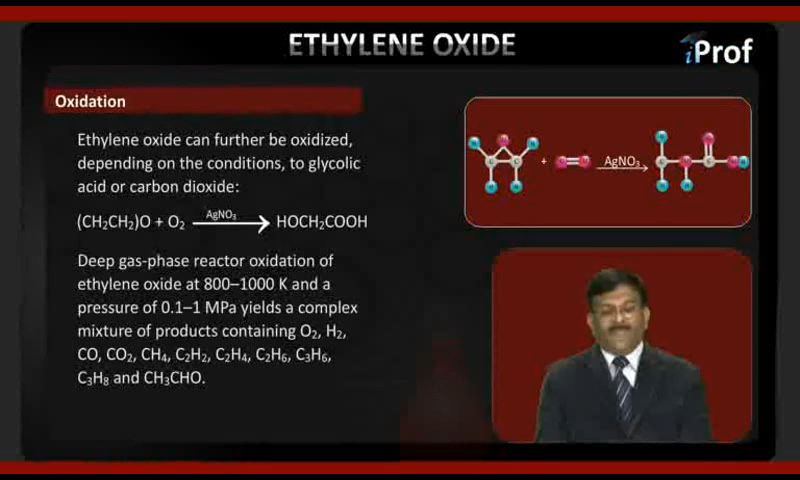 ETHYLENE OXIDE
iProf
Oxidation
Ethylene oxide can further be oxidized,
depending on the conditions, to glycolic
acid or carbon dioxide:
(CH₂CH₂)O + O₂ AgNO₃ HOCH₂COOH
Deep gas-phase reactor oxidation of
ethylene oxide at 800–1000 K and a
pressure of 0.1–1 MPa yields a complex
mixture of products containing O₂, H₂,
CO, CO₂, CH₄, C₂H₂, C₂H₄, C₂H₆, C₃H₆,
C₃H₈ and CH₃CHO.
+ AgNO₃